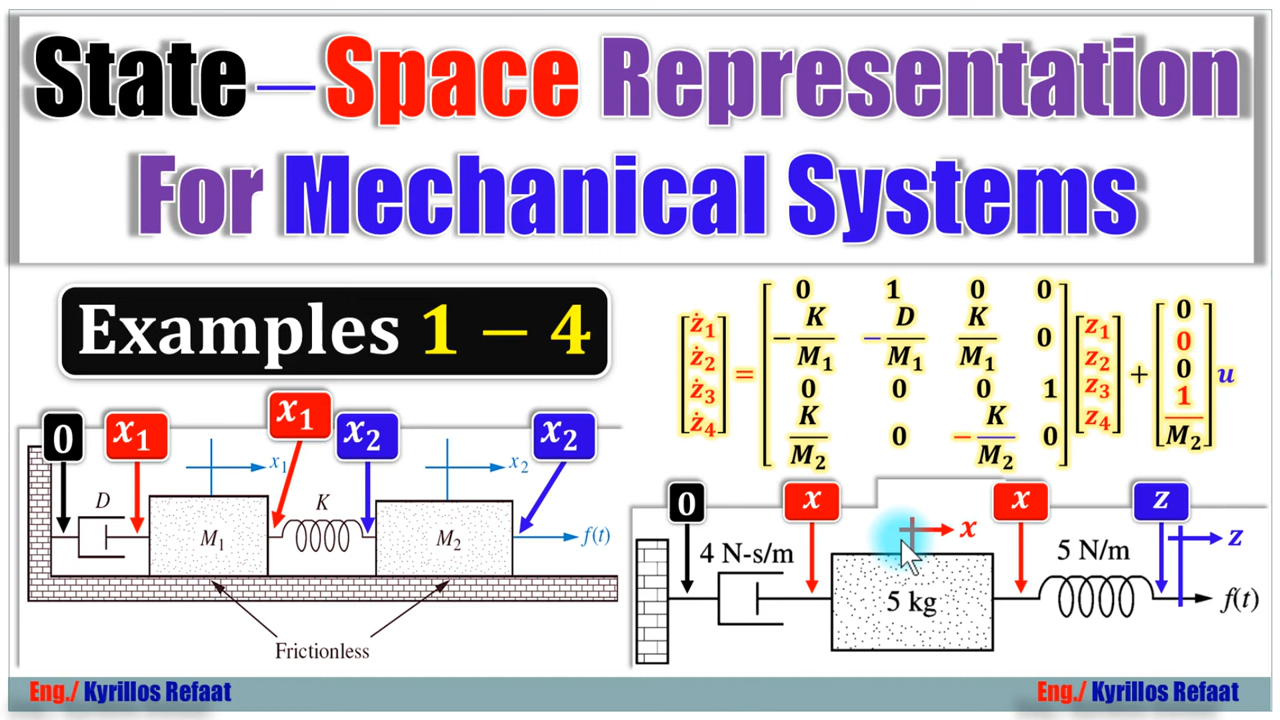 State – Space Representation
For Mechanical Systems
Examples 1 – 4
[ż₁ ż₂ ż₃ ż₄] = [0 1 0 0; -K/M₁ -D/M₁ K/M₁ 0; 0 0 0 1; K/M₂ 0 -K/M₂ 0] [z₁ z₂ z₃ z₄] + [0 0 0 1/M₂] u
0 x₁ x₁ x₂ x₂
x₁ x₂
D K
M₁ M₂ f(t)
Frictionless
0 x x z
x z
4 N-s/m 5 N/m
5 kg f(t)
Eng./ Kyrillos Refaat Eng./ Kyrillos Refaat